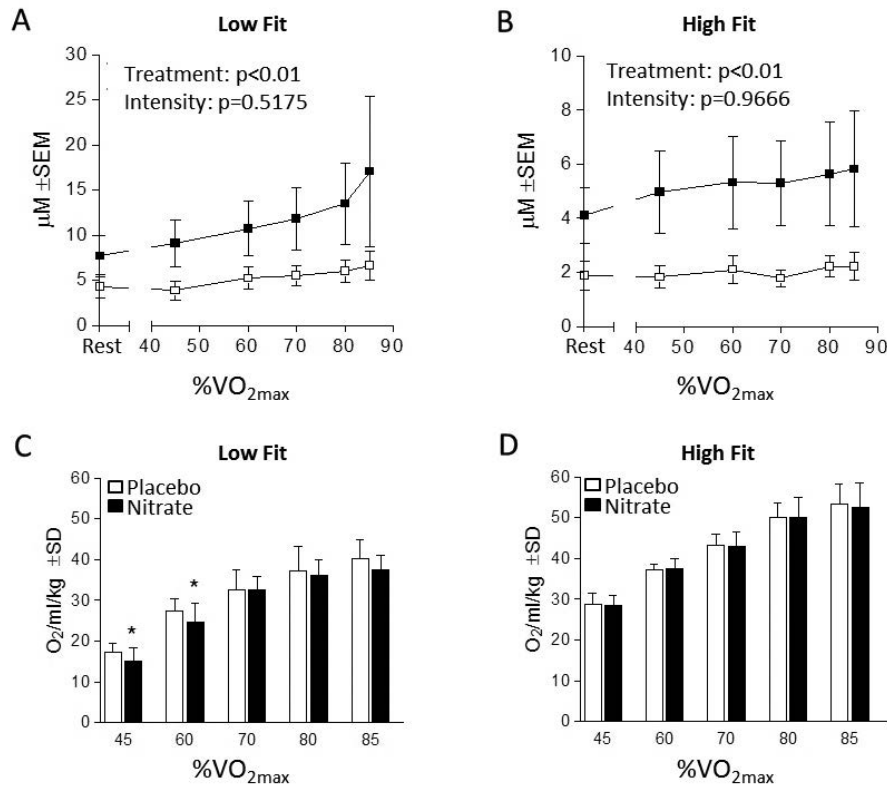 A
Low Fit
30
25
20
15
10
5
0
µM ±SEM
Treatment: p<0.01
Intensity: p=0.5175
Rest 40 50 60 70 80 90
%VO2max
B
High Fit
10
8
6
4
2
0
µM ±SEM
Treatment: p<0.01
Intensity: p=0.9666
Rest 40 50 60 70 80 90
%VO2max
C
Low Fit
60
50
40
30
20
10
0
O2/ml/kg ±SD
Placebo
Nitrate
*
*
45 60 70 80 85
%VO2max
D
High Fit
60
50
40
30
20
10
0
O2/ml/kg ±SD
Placebo
Nitrate
45 60 70 80 85
%VO2max